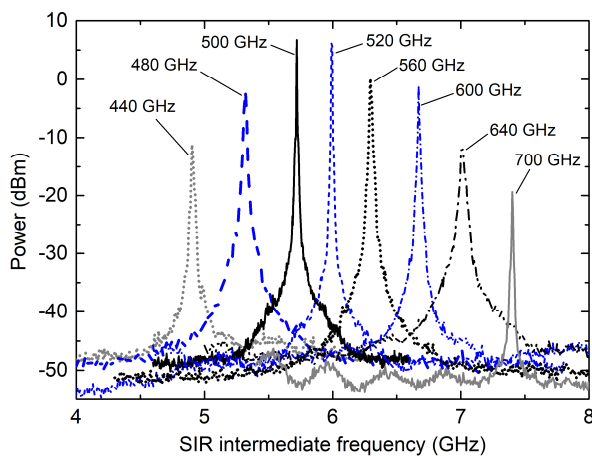 10
0
-10
-20
-30
-40
-50
Power (dBm)
500 GHz
520 GHz
480 GHz
560 GHz
440 GHz
600 GHz
640 GHz
700 GHz
4
5
6
7
8
SIR intermediate frequency (GHz)